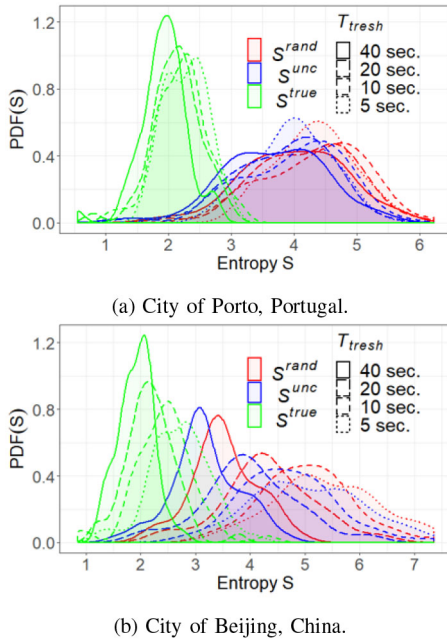 1.2
0.8
0.4
0.0
PDF(S)
S^rand
S^unc
S^true
T_tresh
40 sec.
20 sec.
10 sec.
5 sec.
1 2 3 4 5 6
Entropy S
(a) City of Porto, Portugal.
1.2
0.8
0.4
0.0
PDF(S)
S^rand
S^unc
S^true
T_tresh
40 sec.
20 sec.
10 sec.
5 sec.
1 2 3 4 5 6 7
Entropy S
(b) City of Beijing, China.